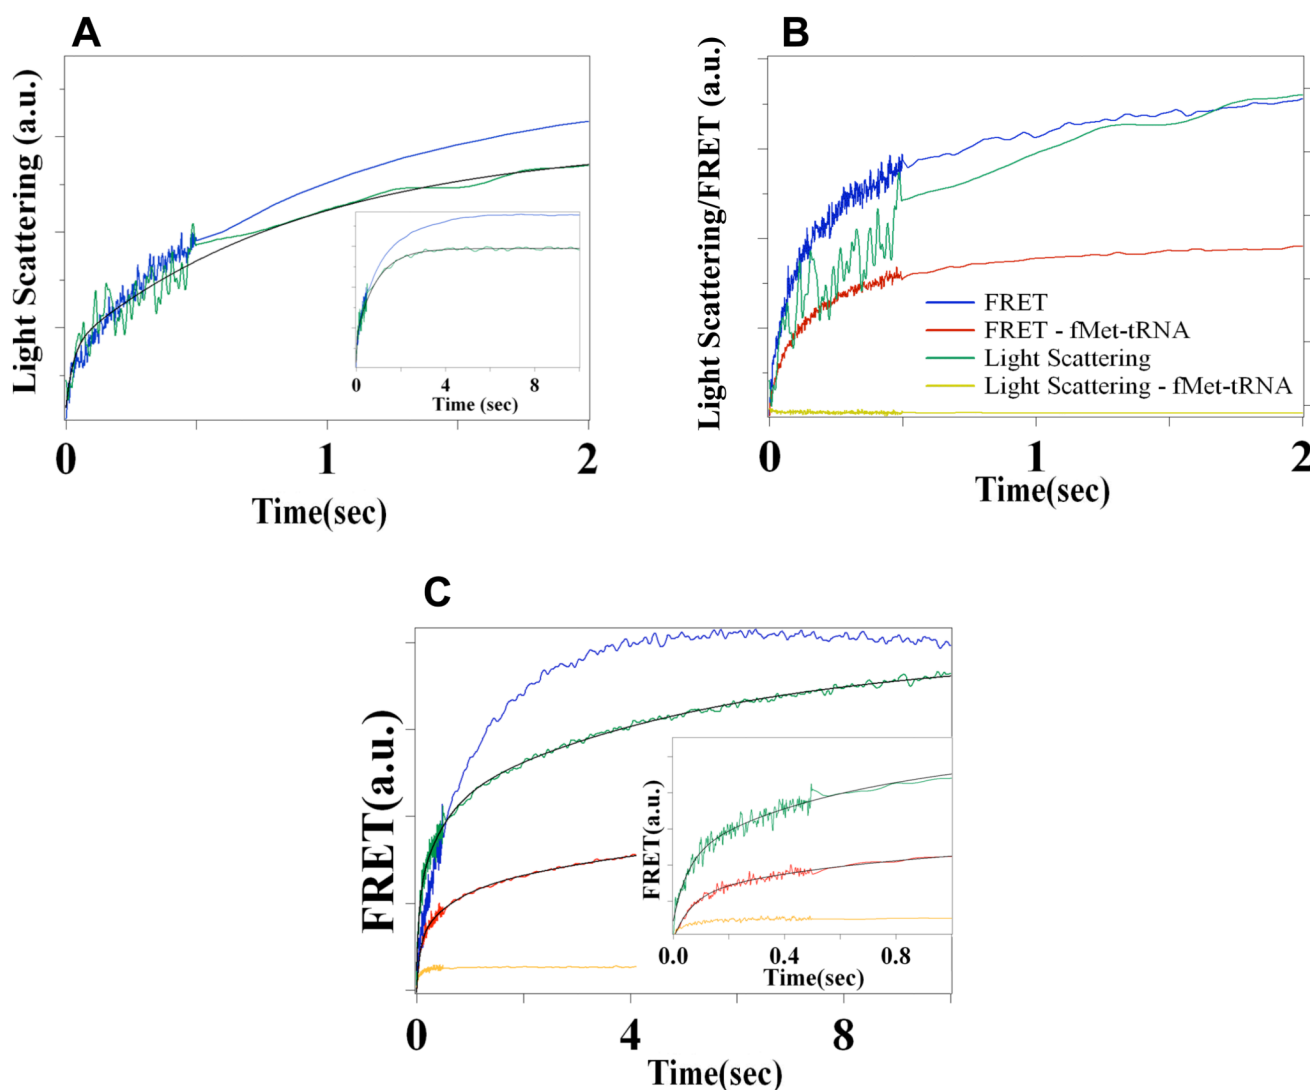 A
Light Scattering (a.u.)
0 4 8
Time (sec)
0 1 2
Time(sec)
B
Light Scattering/FRET (a.u.)
FRET
FRET - fMet-tRNA
Light Scattering
Light Scattering - fMet-tRNA
0 1 2
Time(sec)
C
FRET(a.u.)
FRET(a.u.)
0.0 0.4 0.8
Time(sec)
0 4 8
Time(sec)